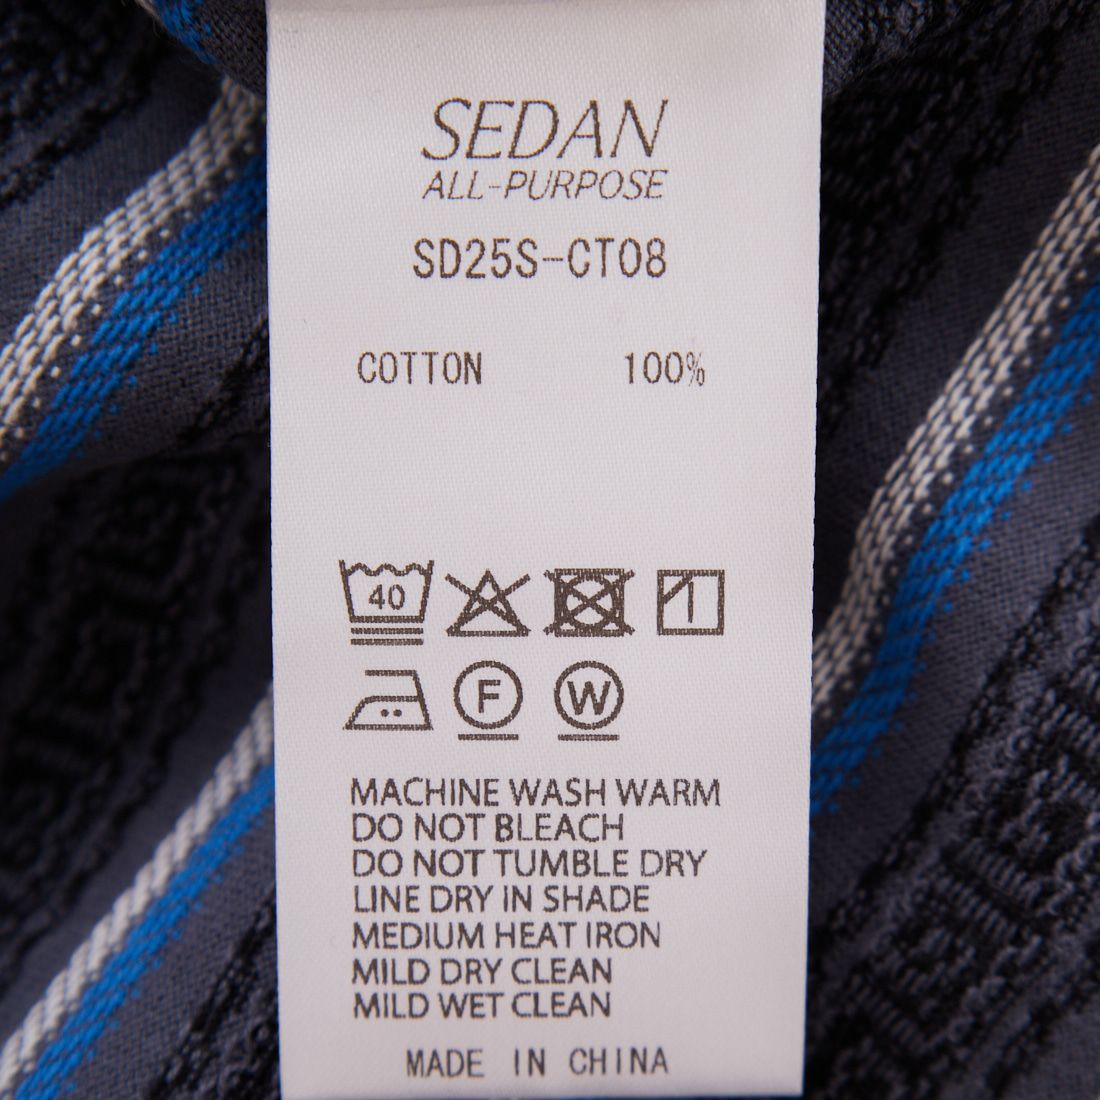 SEDAN
ALL-PURPOSE
SD25S-CT08
COTTON 100%
40
F W
MACHINE WASH WARM
DO NOT BLEACH
DO NOT TUMBLE DRY
LINE DRY IN SHADE
MEDIUM HEAT IRON
MILD DRY CLEAN
MILD WET CLEAN
MADE IN CHINA